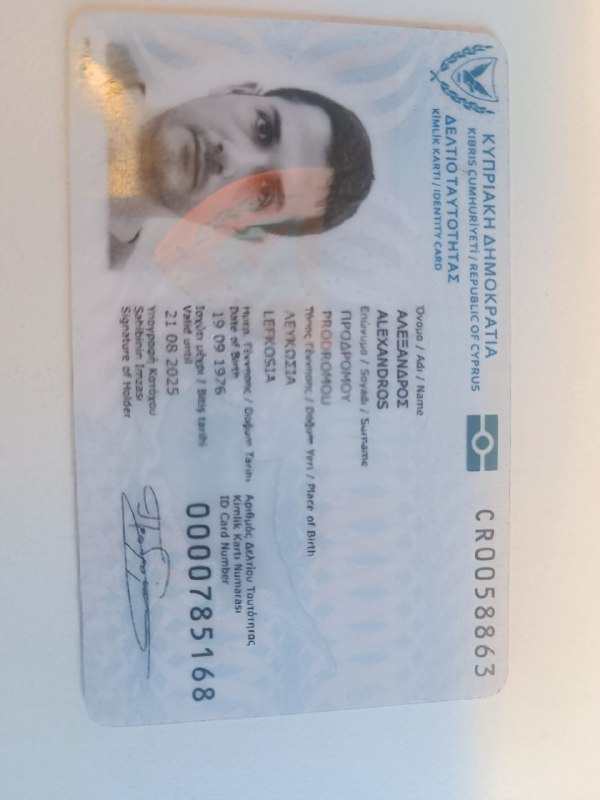 ΚΥΠΡΙΑΚΗ ΔΗΜΟΚΡΑΤΙΑ
KIBRIS CUMHURİYETİ / REPUBLIC OF CYPRUS
ΔΕΛΤΙΟ ΤΑΥΤΟΤΗΤΑΣ
KİMLİK KARTI / IDENTITY CARD
CR0058863
Όνομα / Adı / Name
ΑΛΕΞΑΝΔΡΟΣ
ALEXANDROS
Επώνυμο / Soyadı / Surname
ΠΡΟΔΡΟΜΟΥ
PRODROMOU
Τόπος Γέννησης / Doğum Yeri / Place of Birth
ΛΕΥΚΩΣΙΑ
LEFKOSIA
Ημερ. Γέννησης / Doğum Tarihi
Date of Birth
19 09 1976
Ισχύει μέχρι / Bitiş tarihi
Valid until
21 08 2025
Αριθμός Δελτίου Ταυτότητας
Kimlik Kartı Numarası
ID Card Number
0000785168
Υπογραφή Κατόχου
Sahibinin İmzası
Signature of Holder